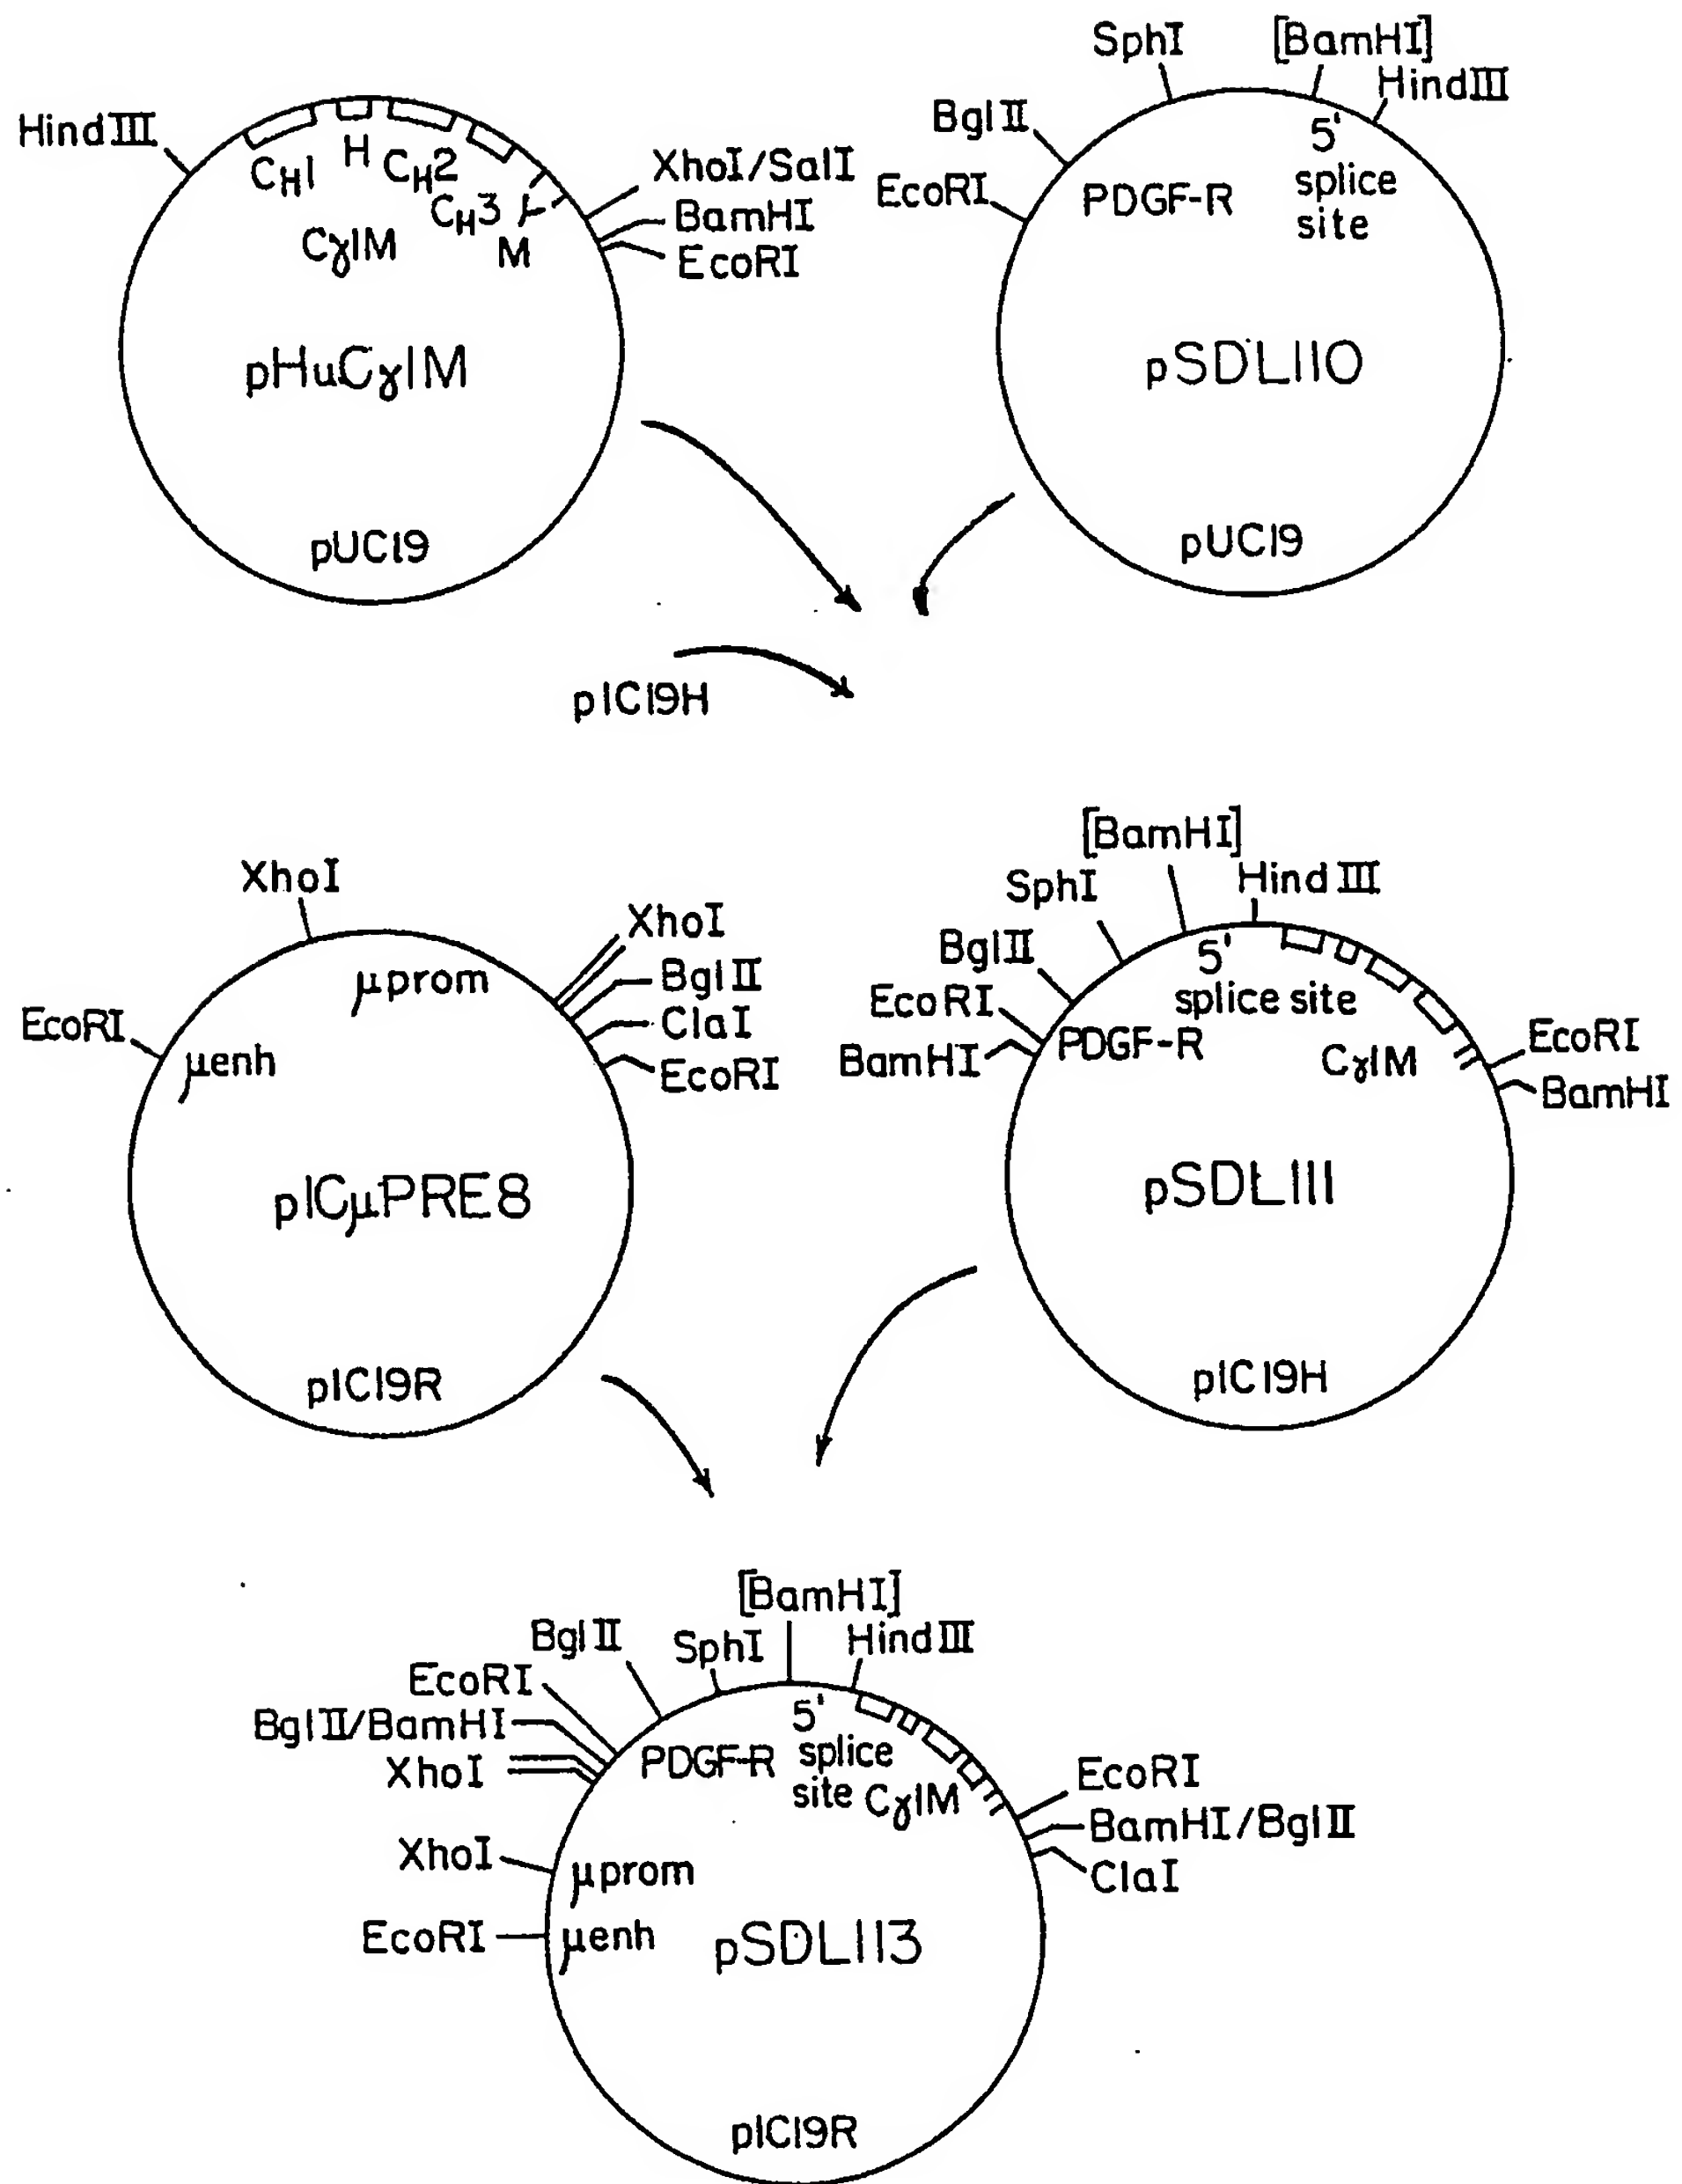 HindIII
CH1
H
CH2
CH3
M
CγIM
XhoI/SalI
BamHI
EcoRI
pHuCγIM
pUC19
SphI
[BamHI]
HindIII
BglII
EcoRI
PDGF-R
5'
splice
site
pSDL110
pUC19
pIC19H
XhoI
XhoI
BglII
ClaI
EcoRI
EcoRI
μprom
μenh
pICμPRE8
pIC19R
[BamHI]
SphI
HindIII
BglII
EcoRI
BamHI
5'
splice site
PDGF-R
CγIM
EcoRI
BamHI
pSDL111
pIC19H
[BamHI]
BglII
SphI
HindIII
EcoRI
BglII/BamHI
XhoI
5'
PDGF-R
splice
site
CγIM
EcoRI
BamHI/BglII
ClaI
XhoI
μprom
EcoRI
μenh
pSDL113
pIC19R